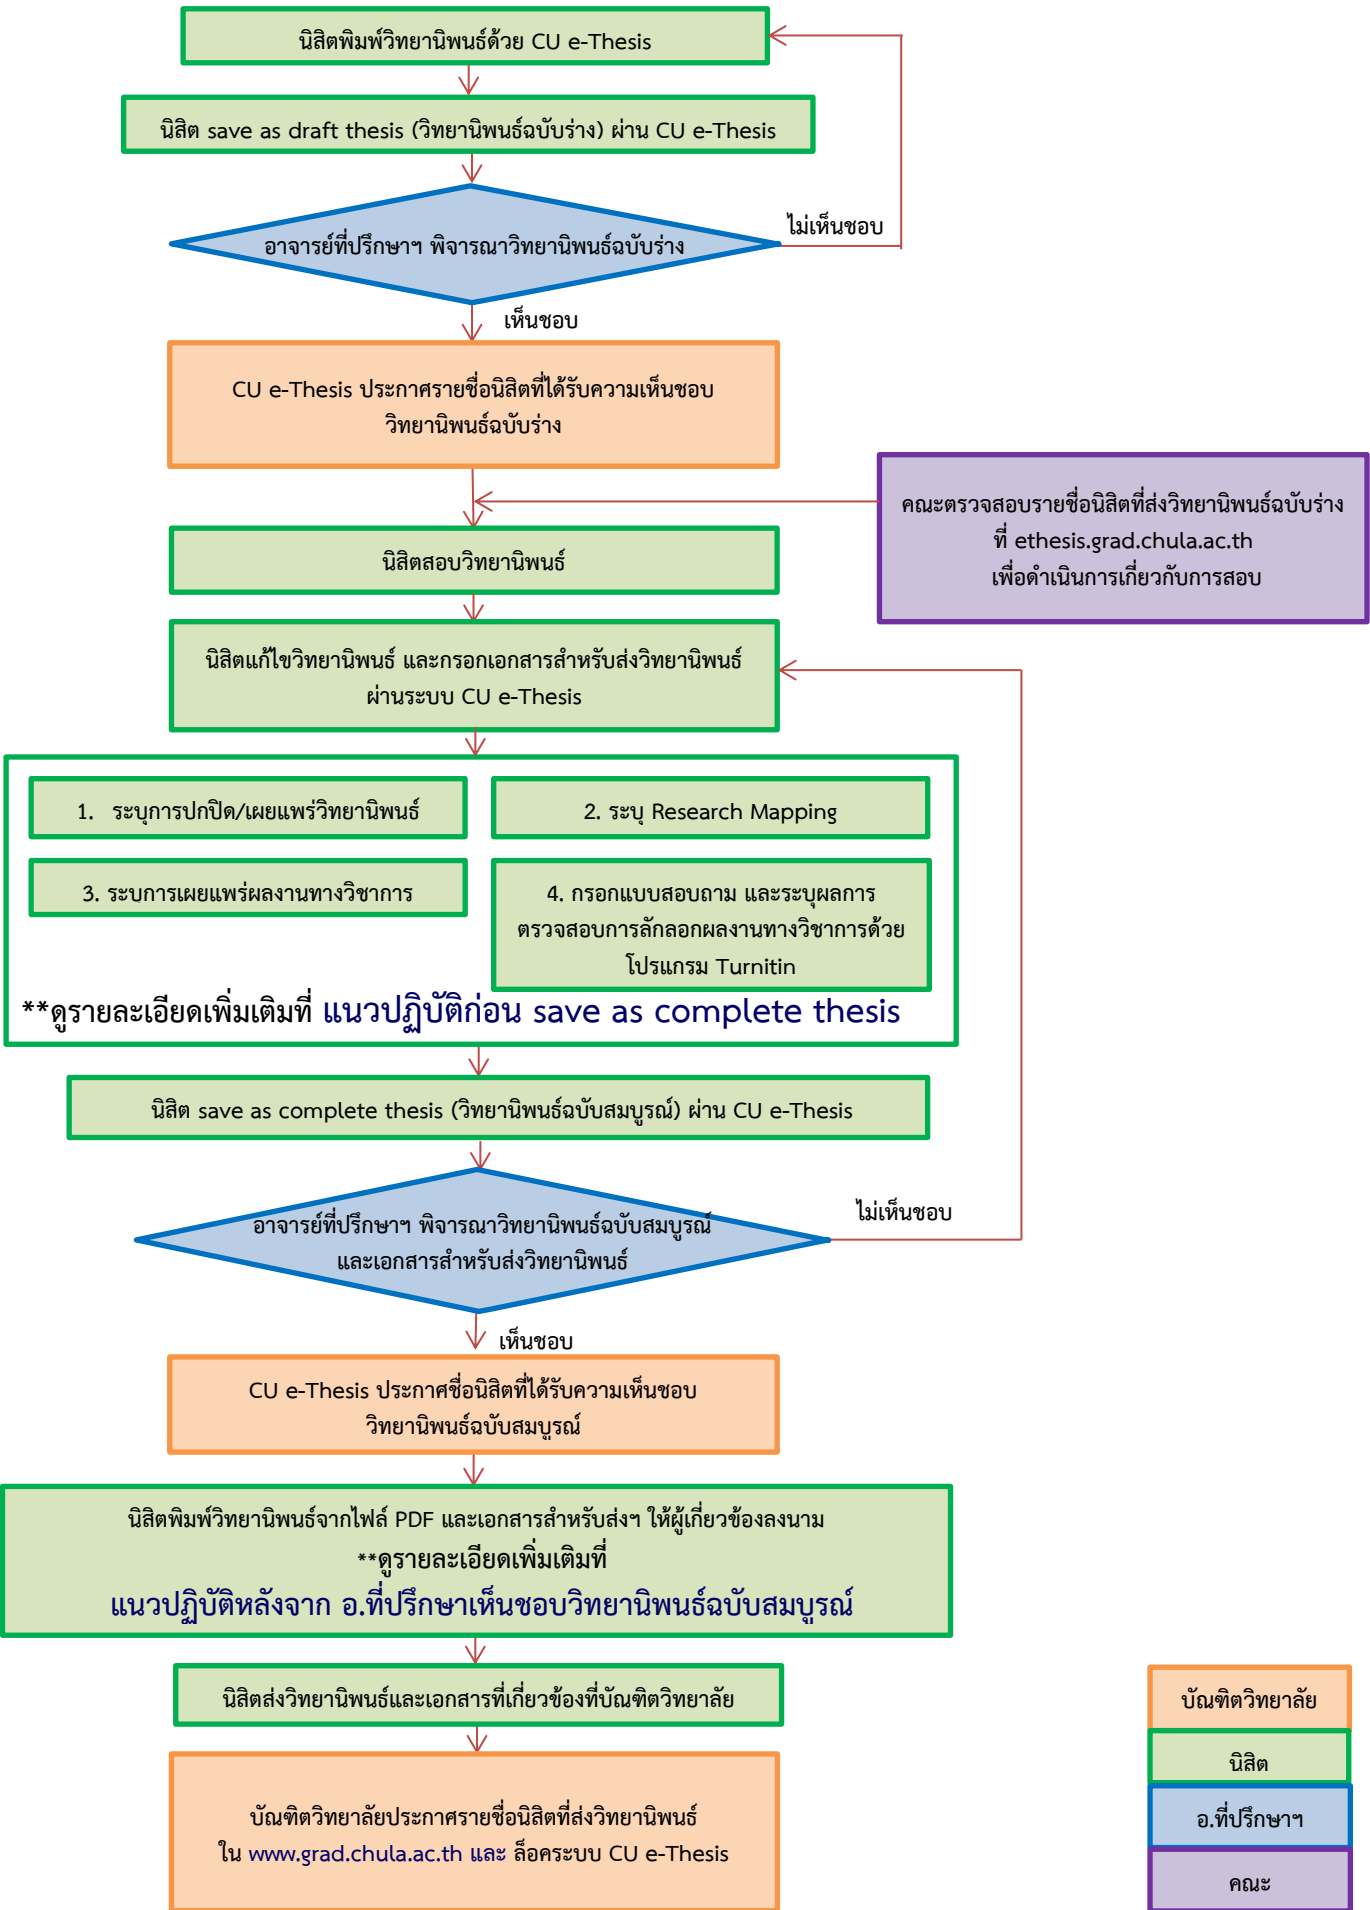 นิสิตพิมพ์วิทยานิพนธ์ด้วย CU e-Thesis
นิสิต save as draft thesis (วิทยานิพนธ์ฉบับร่าง) ผ่าน CU e-Thesis
ไม่เห็นชอบ
อาจารย์ที่ปรึกษาฯ พิจารณาวิทยานิพนธ์ฉบับร่าง
เห็นชอบ
CU e-Thesis ประกาศรายชื่อนิสิตที่ได้รับความเห็นชอบ
วิทยานิพนธ์ฉบับร่าง
คณะตรวจสอบรายชื่อนิสิตที่ส่งวิทยานิพนธ์ฉบับร่าง
ที่ ethesis.grad.chula.ac.th
เพื่อดำเนินการเกี่ยวกับการสอบ
นิสิตสอบวิทยานิพนธ์
นิสิตแก้ไขวิทยานิพนธ์ และกรอกเอกสารสำหรับส่งวิทยานิพนธ์
ผ่านระบบ CU e-Thesis
1. ระบุการปกปิด/เผยแพร่วิทยานิพนธ์
2. ระบุ Research Mapping
3. ระบุการเผยแพร่ผลงานทางวิชาการ
4. กรอกแบบสอบถาม และระบุผลการ
ตรวจสอบการลักลอกผลงานทางวิชาการด้วย
โปรแกรม Turnitin
**ดูรายละเอียดเพิ่มเติมที่ แนวปฏิบัติก่อน save as complete thesis
นิสิต save as complete thesis (วิทยานิพนธ์ฉบับสมบูรณ์) ผ่าน CU e-Thesis
ไม่เห็นชอบ
อาจารย์ที่ปรึกษาฯ พิจารณาวิทยานิพนธ์ฉบับสมบูรณ์
และเอกสารสำหรับส่งวิทยานิพนธ์
เห็นชอบ
CU e-Thesis ประกาศชื่อนิสิตที่ได้รับความเห็นชอบ
วิทยานิพนธ์ฉบับสมบูรณ์
นิสิตพิมพ์วิทยานิพนธ์จากไฟล์ PDF และเอกสารสำหรับส่งฯ ให้ผู้เกี่ยวข้องลงนาม
**ดูรายละเอียดเพิ่มเติมที่
แนวปฏิบัติหลังจาก อ.ที่ปรึกษาเห็นชอบวิทยานิพนธ์ฉบับสมบูรณ์
นิสิตส่งวิทยานิพนธ์และเอกสารที่เกี่ยวข้องที่บัณฑิตวิทยาลัย
บัณฑิตวิทยาลัยประกาศรายชื่อนิสิตที่ส่งวิทยานิพนธ์
ใน www.grad.chula.ac.th และ ล็อคระบบ CU e-Thesis
บัณฑิตวิทยาลัย
นิสิต
อ.ที่ปรึกษาฯ
คณะ